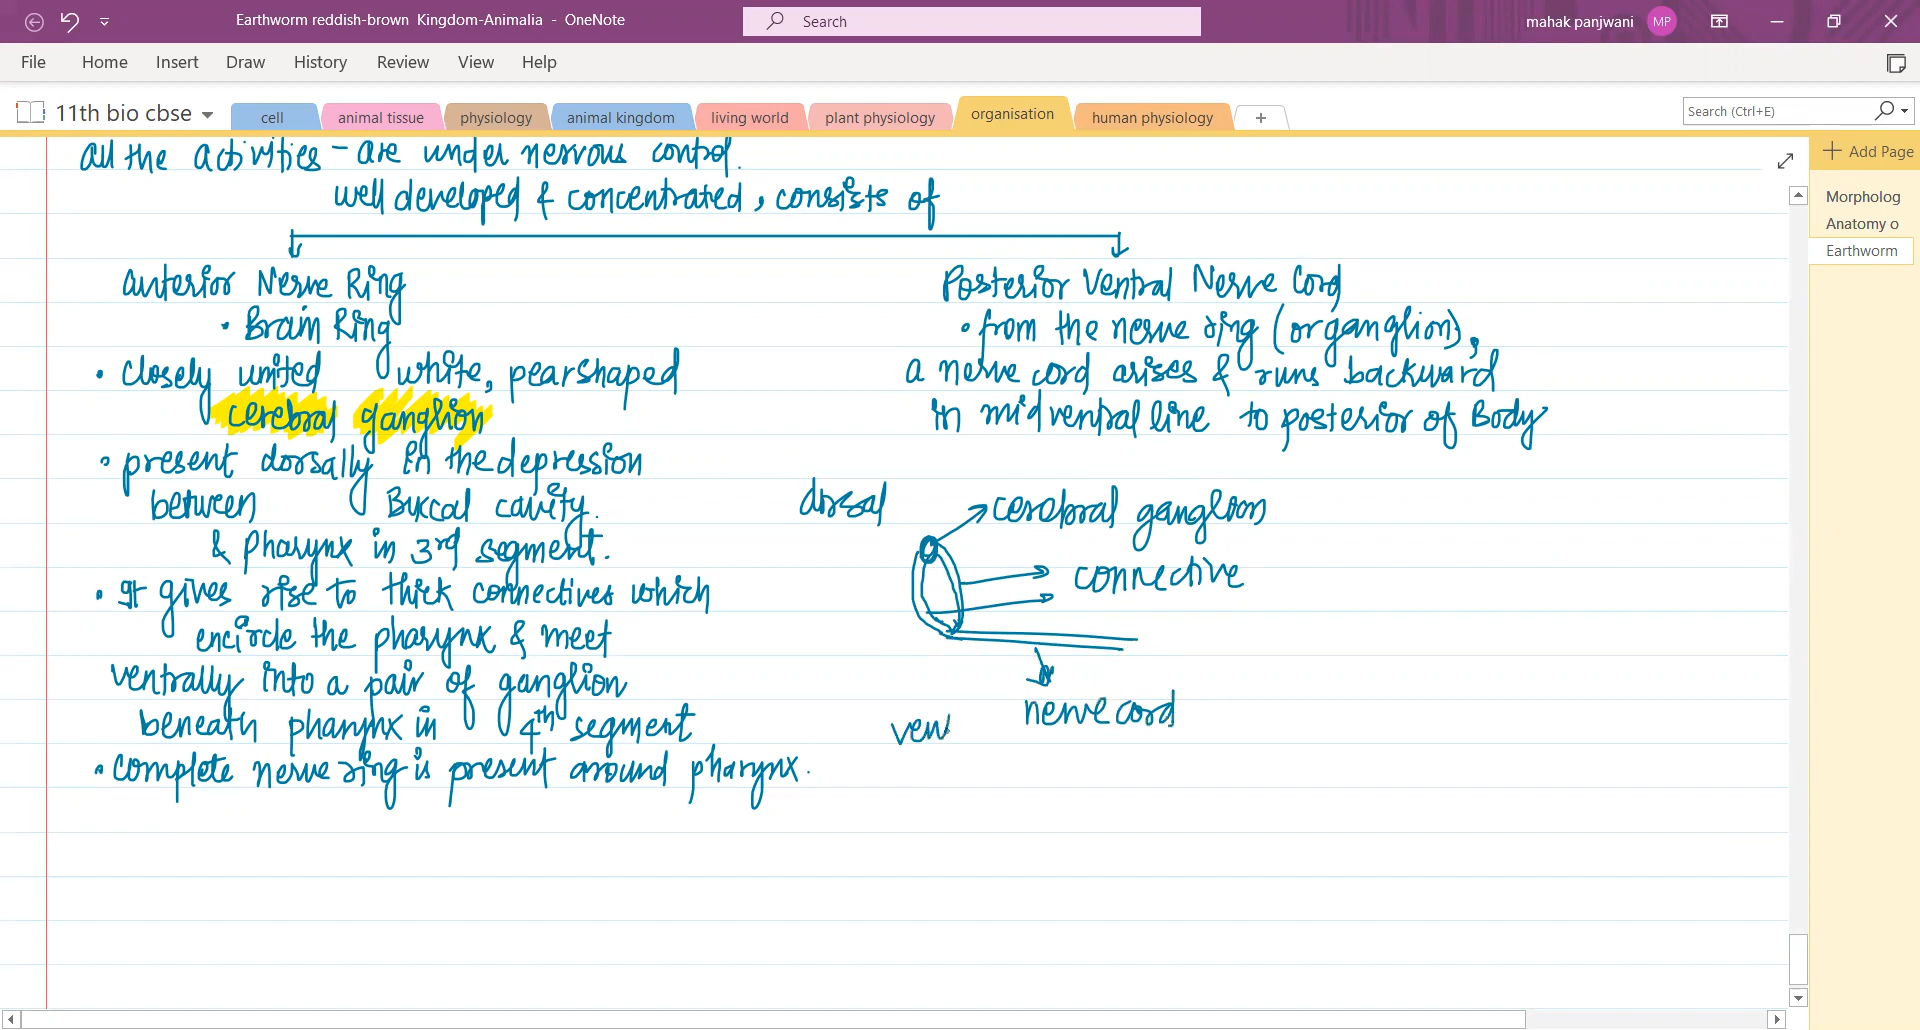 Earthworm reddish-brown Kingdom-Animalia - OneNote
Search
mahak panjwani
MP
File Home Insert Draw History Review View Help
11th bio cbse
cell
animal tissue
physiology
animal kingdom
living world
plant physiology
organisation
human physiology
+
Search (Ctrl+E)
Add Page
Morpholog
Anatomy o
Earthworm
all the activities - are under nervous control.
well developed & concentrated, consists of
Anterior Nerve Ring
• Brain Ring
• closely united white, pearshaped
cerebral ganglion
• present dorsally in the depression
between Buccal cavity.
& pharynx in 3rd segment.
• It gives rise to thick connectives which
encircle the pharynx & meet
ventrally into a pair of ganglion
beneath pharynx in 4th segment
• complete nerve ring is present around pharynx.
Posterior Ventral Nerve Cord
• from the nerve ring (or ganglion),
a nerve cord arises & runs backward
in midventral line to posterior of Body
dorsal
cerebral ganglion
connective
nerve cord
ven